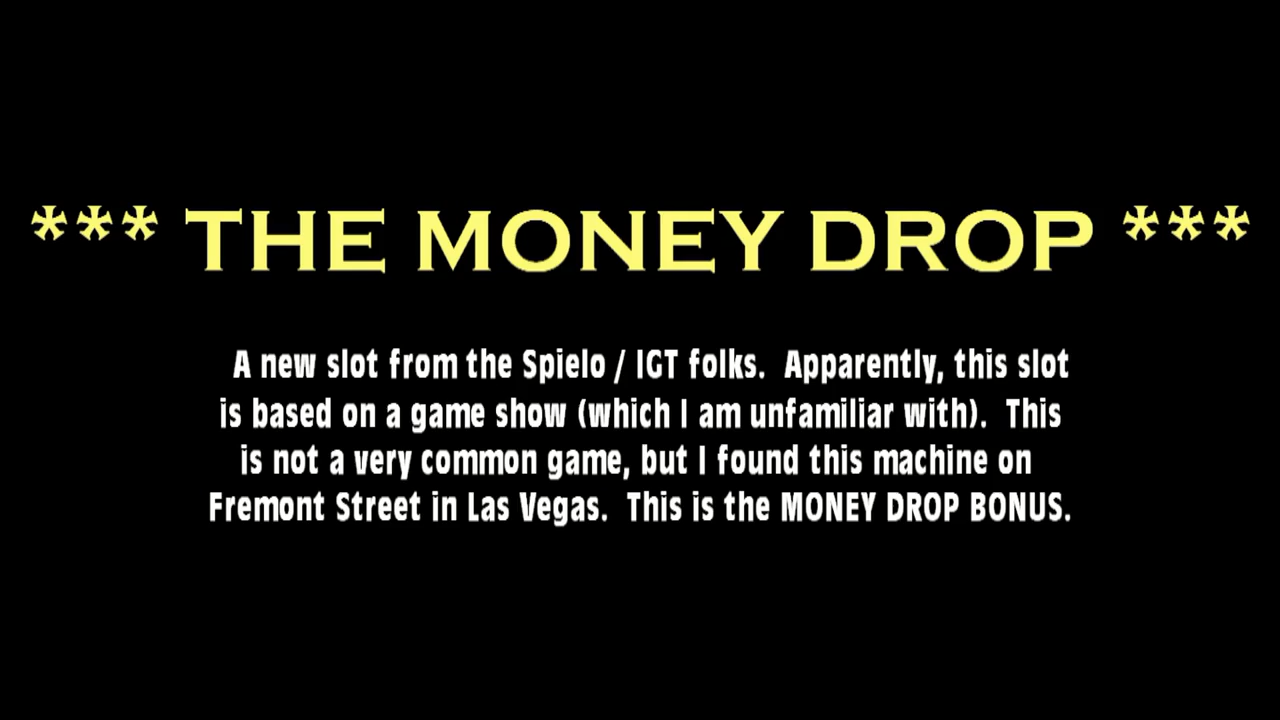 *** THE MONEY DROP ***
A new slot from the Spielo / IGT folks.  Apparently, this slot
is based on a game show (which I am unfamiliar with).  This
is not a very common game, but I found this machine on
Fremont Street in Las Vegas.  This is the MONEY DROP BONUS.